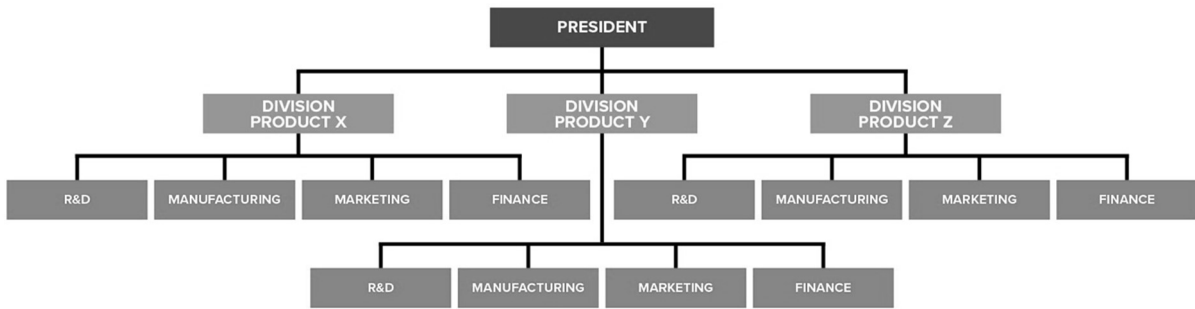 PRESIDENT
DIVISION
PRODUCT X
DIVISION
PRODUCT Y
DIVISION
PRODUCT Z
R&D
MANUFACTURING
MARKETING
FINANCE
R&D
MANUFACTURING
MARKETING
FINANCE
R&D
MANUFACTURING
MARKETING
FINANCE